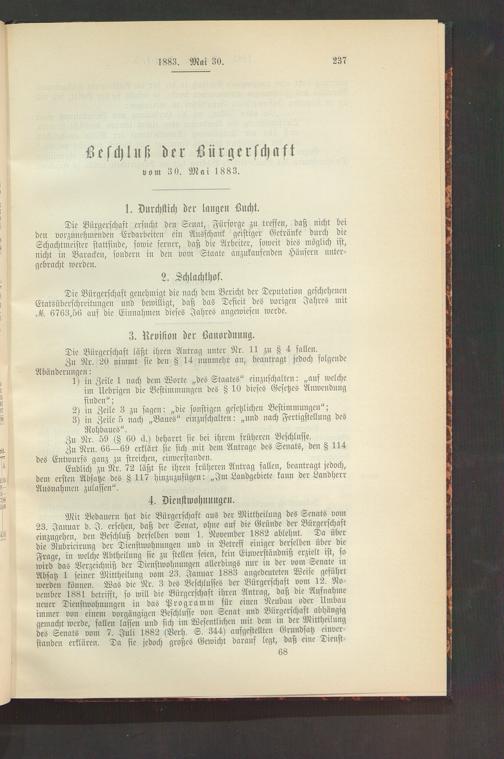 1883. Mai 30. 237
Beschluß der Bürgerschaft
vom 30. Mai 1883.
1. Durchstich der langen Bucht.
Die Bürgerschaft ersucht den Senat, Fürsorge zu treffen, daß nicht bei
den vorzunehmenden Erdarbeiten ein Ausschank geistiger Getränke durch die
Schachtmeister stattfinde, sowie ferner, daß die Arbeiter, soweit dies möglich ist,
nicht in Baracken, sondern in den vom Staate anzukaufenden Häusern unter-
gebracht werden.
2. Schlachthof.
Die Bürgerschaft genehmigt die nach dem Bericht der Deputation geschehenen
Etatsüberschreitungen und bewilligt, daß das Deficit des vorigen Jahres mit
M. 6763,56 auf die Einnahmen dieses Jahres angewiesen werde.
3. Revision der Bauordnung.
Die Bürgerschaft läßt ihren Antrag unter Nr. 11 zu § 4 fallen.
Zu Nr. 20 nimmt sie den § 14 nunmehr an, beantragt jedoch folgende
Abänderungen:
1) in Zeile 1 nach dem Worte „des Staates“ einzuschalten: „auf welche
im Uebrigen die Bestimmungen des § 10 dieses Gesetzes Anwendung
finden“;
2) in Zeile 3 zu sagen: „die sonstigen gesetzlichen Bestimmungen“;
3) in Zeile 5 nach „Baues“ einzuschalten: „und nach Fertigstellung des
Rohbaues“.
Zu Nr. 59 (§ 60 d.) beharrt sie bei ihrem früheren Beschlusse.
Zu Nrn. 66—69 erklärt sie sich mit dem Antrage des Senats, den § 114
des Entwurfs ganz zu streichen, einverstanden.
Endlich zu Nr. 72 läßt sie ihren früheren Antrag fallen, beantragt jedoch,
dem ersten Absatze des § 117 hinzuzufügen: „Im Landgebiete kann der Landherr
Ausnahmen zulassen“.
4. Dienstwohnungen.
Mit Bedauern hat die Bürgerschaft aus der Mittheilung des Senats vom
23. Januar d. J. ersehen, daß der Senat, ohne auf die Gründe der Bürgerschaft
einzugehen, den Beschluß derselben vom 1. November 1882 ablehnt. Da über
die Rubricirung der Dienstwohnungen und in Betreff einiger derselben über die
Frage, in welche Abtheilung sie zu stellen seien, kein Einverständniß erzielt ist, so
wird das Verzeichniß der Dienstwohnungen allerdings nur in der vom Senate in
Absatz 1 seiner Mittheilung vom 23. Januar 1883 angedeuteten Weise geführt
werden können. Was die Nr. 3 des Beschlusses der Bürgerschaft vom 12. No-
vember 1881 betrifft, so will die Bürgerschaft ihren Antrag, daß die Aufnahme
neuer Dienstwohnungen in das Programm für einen Neubau oder Umbau
immer von einem vorgängigen Beschlusse von Senat und Bürgerschaft abhängig
gemacht werde, fallen lassen und sich im Wesentlichen mit dem in der Mittheilung
des Senats vom 7. Juli 1882 (Verh. S. 344) aufgestellten Grundsatz einver-
standen erklären. Da sie jedoch großes Gewicht darauf legt, daß eine Dienst-
68